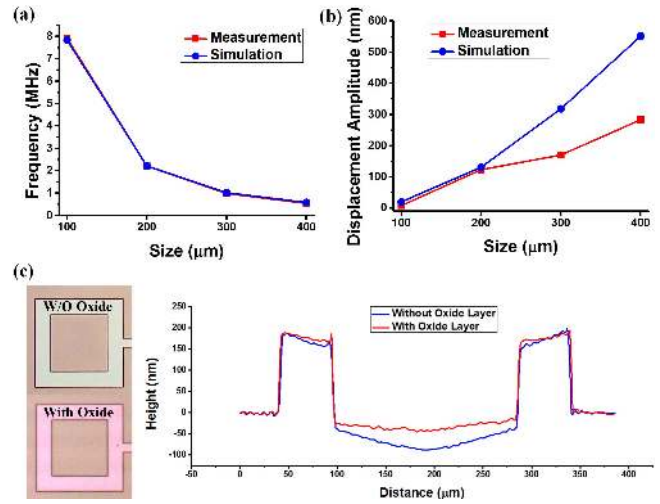 (a)
Measurement
Simulation
Frequency (MHz)
8
7
6
5
4
3
2
1
0
100 200 300 400
Size (μm)
(b)
Measurement
Simulation
Displacement Amplitude (nm)
600
500
400
300
200
100
0
100 200 300 400
Size (μm)
(c)
W/O Oxide
With Oxide
Without Oxide Layer
With Oxide Layer
Height (nm)
250
200
150
100
50
0
-50
-100
-50 0 50 100 150 200 250 300 350 400
Distance (μm)